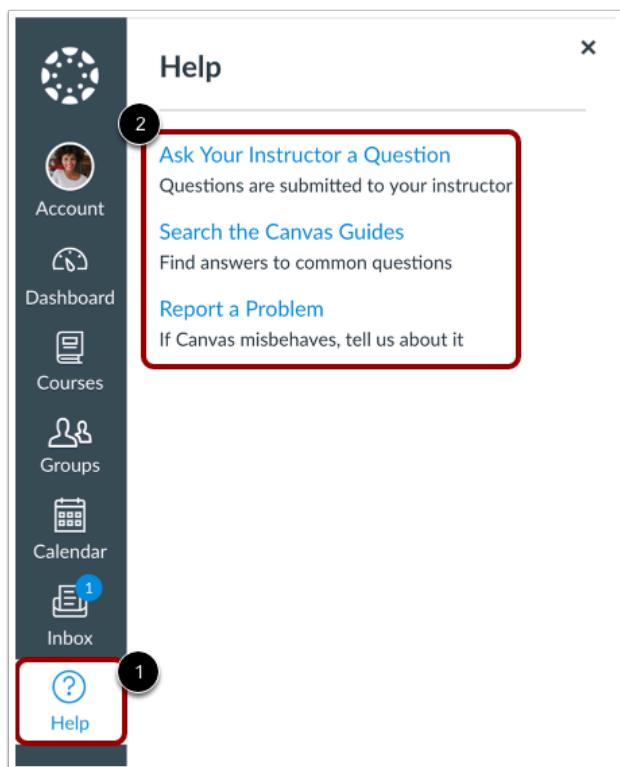 Help
2
Ask Your Instructor a Question
Questions are submitted to your instructor
Search the Canvas Guides
Find answers to common questions
Report a Problem
If Canvas misbehaves, tell us about it
Account
Dashboard
Courses
Groups
Calendar
1
Inbox
1
Help